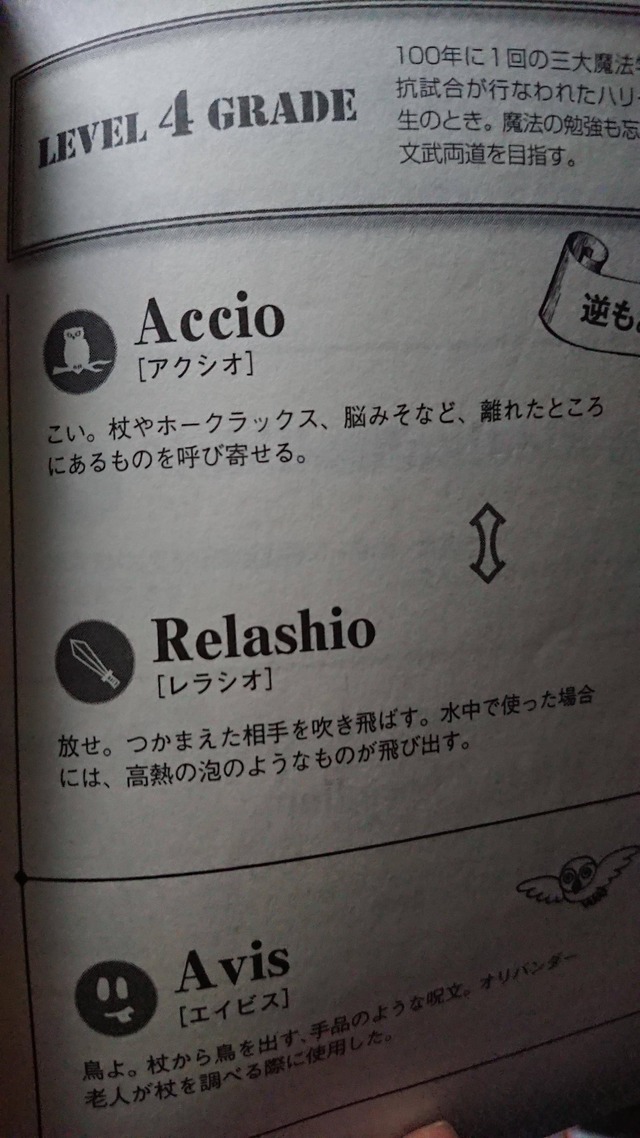 LEVEL 4 GRADE
100年に1回の三大魔法
抗試合が行なわれたハリ
生のとき。魔法の勉強も忘
文武両道を目指す。
逆も
Accio
[アクシオ]
こい。杖やホークラックス、脳みそなど、離れたところ
にあるものを呼び寄せる。
Relashio
[レラシオ]
放せ。つかまえた相手を吹き飛ばす。水中で使った場合
には、高熱の泡のようなものが飛び出す。
Avis
[エイビス]
鳥よ。杖から鳥を出す、手品のような呪文。オリバンダー
老人が杖を調べる際に使用した。